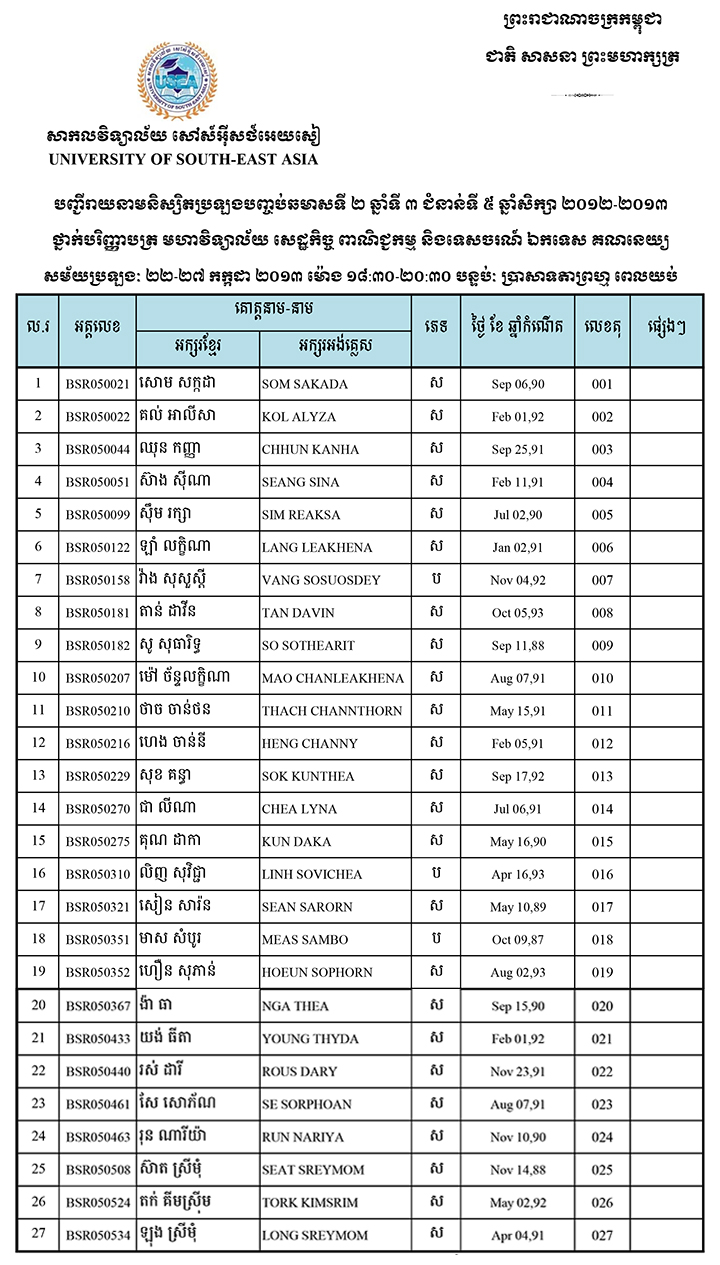 ព្រះរាជាណាចក្រកម្ពុជា
ជាតិ សាសនា ព្រះមហាក្សត្រ
USEA
UNIVERSITY OF SOUTH-EAST ASIA
សាកលវិទ្យាល័យ សៅស៍អ៊ីសថ៍អេយសៀ
UNIVERSITY OF SOUTH-EAST ASIA
បញ្ជីរាយនាមនិស្សិតប្រឡងបញ្ចប់ឆមាសទី ២ ឆ្នាំទី ៣ ជំនាន់ទី ៥ ឆ្នាំសិក្សា ២០១២-២០១៣
ថ្នាក់បរិញ្ញាបត្រ មហាវិទ្យាល័យ សេដ្ឋកិច្ច ពាណិជ្ជកម្ម និងទេសចរណ៍ ឯកទេស គណនេយ្យ
សម័យប្រឡង: ២២-២៧ កក្កដា ២០១៣ ម៉ោង ១៨:៣០-២០:៣០ បន្ទប់: ប្រាសាទតាព្រហ្ម ពេលយប់
ល.រ អត្តលេខ គោត្តនាម-នាម ភេទ ថ្ងៃ ខែ ឆ្នាំកំណើត លេខតុ ផ្សេងៗ
អក្សរខ្មែរ អក្សរអង់គ្លេស
1 BSR050021 សោម សក្កដា SOM SAKADA ស Sep 06,90 001
2 BSR050022 គល់ អាលីសា KOL ALYZA ស Feb 01,92 002
3 BSR050044 ឈុន កញ្ញា CHHUN KANHA ស Sep 25,91 003
4 BSR050051 ស៊ាង ស៊ីណា SEANG SINA ស Feb 11,91 004
5 BSR050099 ស៊ឹម រក្សា SIM REAKSA ស Jul 02,90 005
6 BSR050122 ឡាំ លក្ខិណា LANG LEAKHENA ស Jan 02,91 006
7 BSR050158 វ៉ាង សុសួស្តី VANG SOSUOSDEY ប Nov 04,92 007
8 BSR050181 តាន់ ដាវីន TAN DAVIN ស Oct 05,93 008
9 BSR050182 សូ សុធារិទ្ធ SO SOTHEARIT ស Sep 11,88 009
10 BSR050207 ម៉ៅ ច័ន្ទលក្ខិណា MAO CHANLEAKHENA ស Aug 07,91 010
11 BSR050210 ថាច ចាន់ថន THACH CHANNTHORN ស May 15,91 011
12 BSR050216 ហេង ចាន់នី HENG CHANNY ស Feb 05,91 012
13 BSR050229 សុខ គន្ធា SOK KUNTHEA ស Sep 17,92 013
14 BSR050270 ជា លីណា CHEA LYNA ស Jul 06,91 014
15 BSR050275 គុណ ដាកា KUN DAKA ស May 16,90 015
16 BSR050310 លិញ សុវិជ្ជា LINH SOVICHEA ប Apr 16,93 016
17 BSR050321 សៀន សារ៉ន SEAN SARORN ស May 10,89 017
18 BSR050351 មាស សំបូរ MEAS SAMBO ប Oct 09,87 018
19 BSR050352 ហឿន សុភាន់ HOEUN SOPHORN ស Aug 02,93 019
20 BSR050367 ង៉ា ធា NGA THEA ស Sep 15,90 020
21 BSR050433 យង់ ធីតា YOUNG THYDA ស Feb 01,92 021
22 BSR050440 រស់ ដារី ROUS DARY ស Nov 23,91 022
23 BSR050461 សែ សោភ័ណ SE SORPHOAN ស Aug 07,91 023
24 BSR050463 រុន ណារីយ៉ា RUN NARIYA ស Nov 10,90 024
25 BSR050508 ស៊ាត ស្រីមុំ SEAT SREYMOM ស Nov 14,88 025
26 BSR050524 តក់ គីមស្រ៊ីម TORK KIMSRIM ស May 02,92 026
27 BSR050534 ឡុង ស្រីមុំ LONG SREYMOM ស Apr 04,91 027